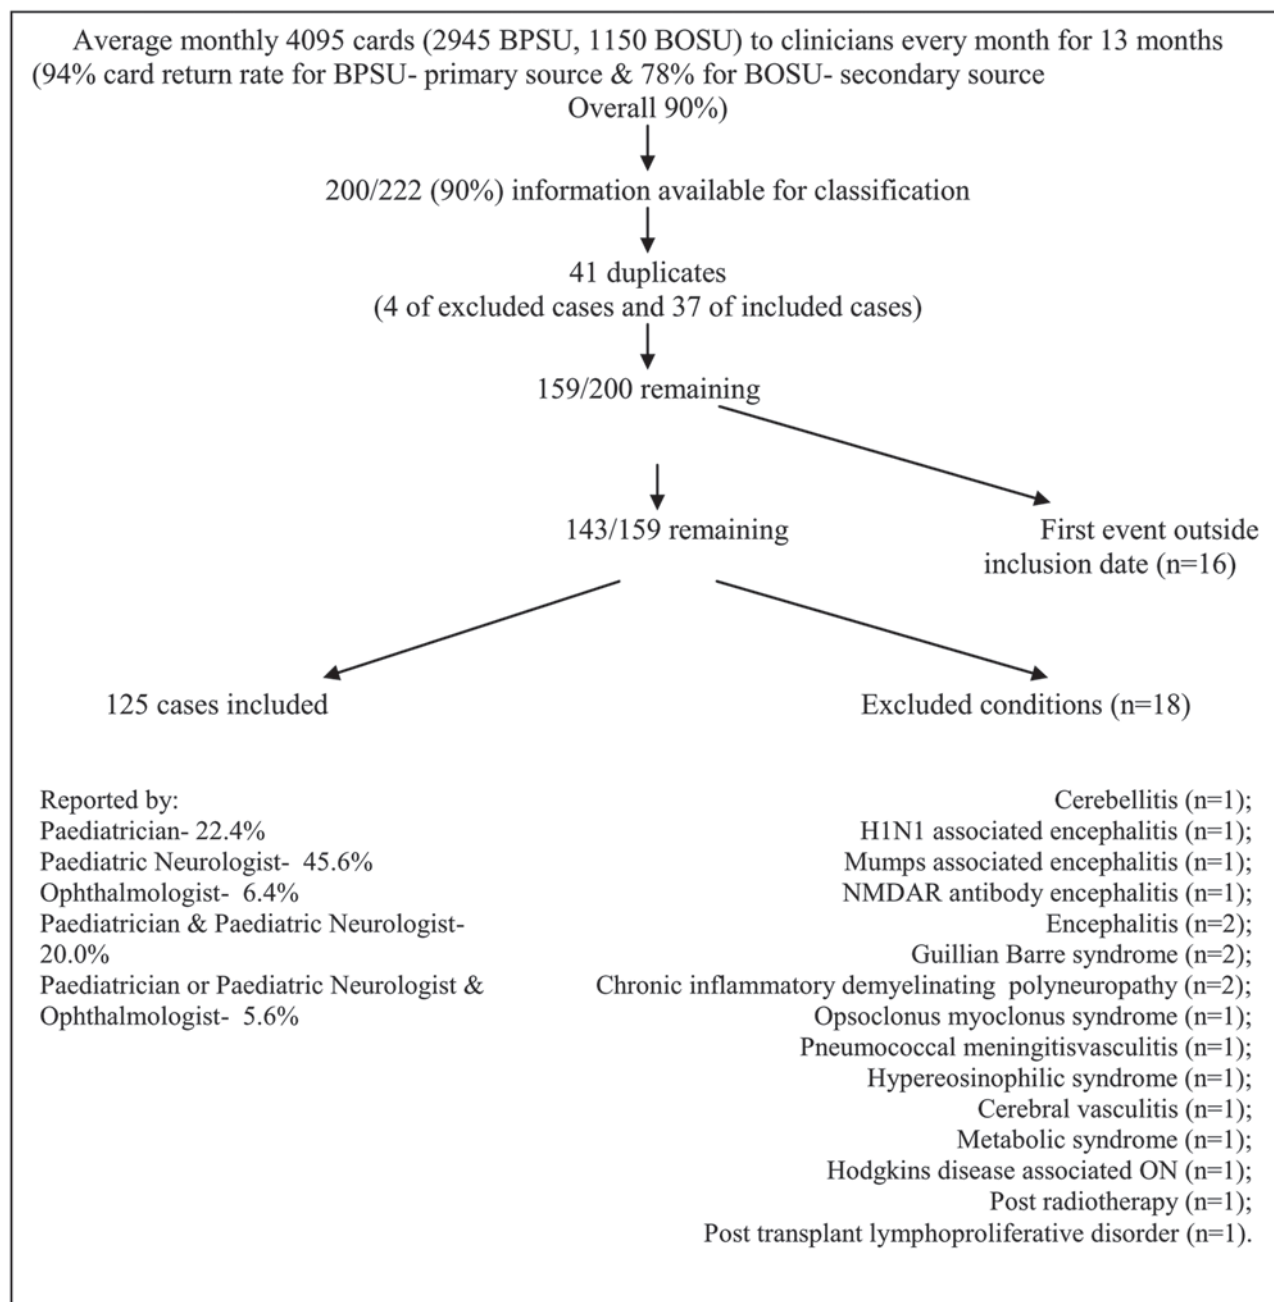 Average monthly 4095 cards (2945 BPSU, 1150 BOSU) to clinicians every month for 13 months
(94% card return rate for BPSU- primary source & 78% for BOSU- secondary source
Overall 90%)
200/222 (90%) information available for classification
41 duplicates
(4 of excluded cases and 37 of included cases)
159/200 remaining
143/159 remaining
First event outside
inclusion date (n=16)
125 cases included
Excluded conditions (n=18)
Reported by:
Paediatrician- 22.4%
Paediatric Neurologist- 45.6%
Ophthalmologist- 6.4%
Paediatrician & Paediatric Neurologist-
20.0%
Paediatrician or Paediatric Neurologist &
Ophthalmologist- 5.6%
Cerebellitis (n=1);
H1N1 associated encephalitis (n=1);
Mumps associated encephalitis (n=1);
NMDAR antibody encephalitis (n=1);
Encephalitis (n=2);
Guillian Barre syndrome (n=2);
Chronic inflammatory demyelinating polyneuropathy (n=2);
Opsoclonus myoclonus syndrome (n=1);
Pneumococcal meningitisvasculitis (n=1);
Hypereosinophilic syndrome (n=1);
Cerebral vasculitis (n=1);
Metabolic syndrome (n=1);
Hodgkins disease associated ON (n=1);
Post radiotherapy (n=1);
Post transplant lymphoproliferative disorder (n=1).